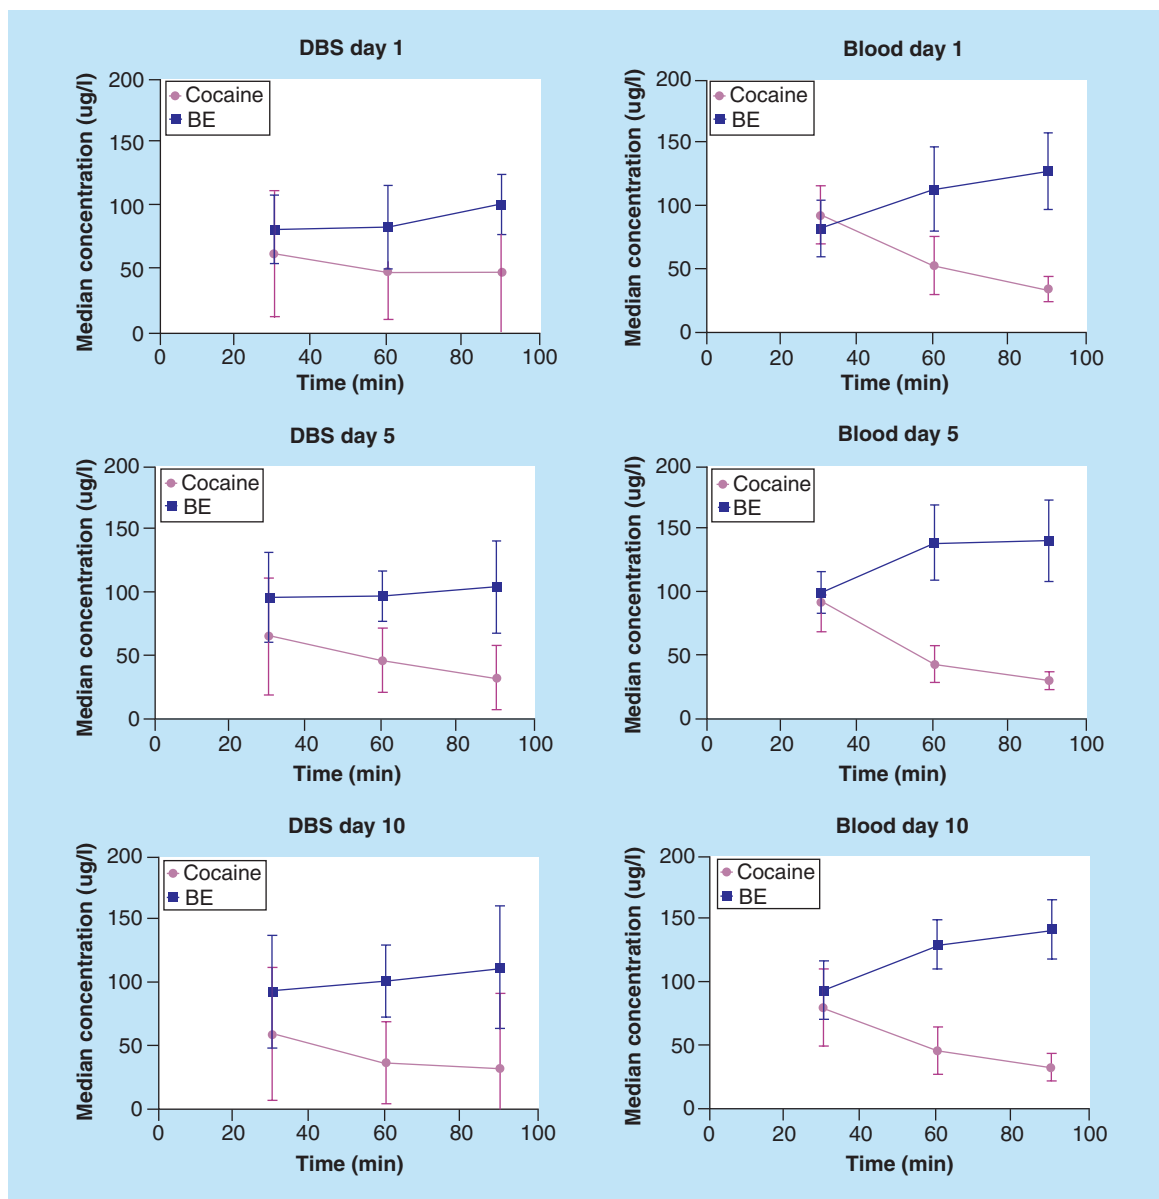 DBS day 1
Median concentration (ug/l)
200
150
100
50
0
Cocaine
BE
0 20 40 60 80 100
Time (min)
Blood day 1
Median concentration (ug/l)
200
150
100
50
0
Cocaine
BE
0 20 40 60 80 100
Time (min)
DBS day 5
Median concentration (ug/l)
200
150
100
50
0
Cocaine
BE
0 20 40 60 80 100
Time (min)
Blood day 5
Median concentration (ug/l)
200
150
100
50
0
Cocaine
BE
0 20 40 60 80 100
Time (min)
DBS day 10
Median concentration (ug/l)
200
150
100
50
0
Cocaine
BE
0 20 40 60 80 100
Time (min)
Blood day 10
Median concentration (ug/l)
200
150
100
50
0
Cocaine
BE
0 20 40 60 80 100
Time (min)